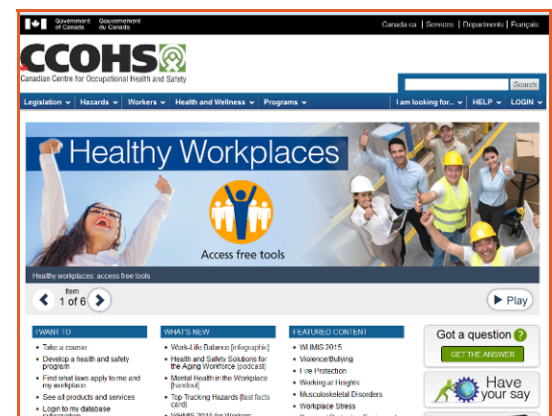 Government of Canada
Gouvernement du Canada
Canada.ca | Services | Departments | Français
CCOHS
Canadian Centre for Occupational Health and Safety
Search
Legislation Hazards Workers Health and Wellness Programs I am looking for... HELP LOGIN
Healthy Workplaces
Access free tools
Healthy workplaces: access free tools
Item
1 of 6
Play
I WANT TO
Take a course
Develop a health and safety
program
Find what laws apply to me and
my workplace
See all products and services
Login to my database
subscription
WHAT'S NEW
Work-Life Balance [infographic]
Health and Safety Solutions for
the Aging Workforce [podcast]
Mental Health in the Workplace
[handout]
Top Trucking Hazards [fast facts
card]
WHMIS 2015 for Workers
FEATURED CONTENT
WHMIS 2015
Violence/Bullying
Fire Protection
Working at Heights
Musculoskeletal Disorders
Workplace Stress
Got a question ?
GET THE ANSWER
Have
your say